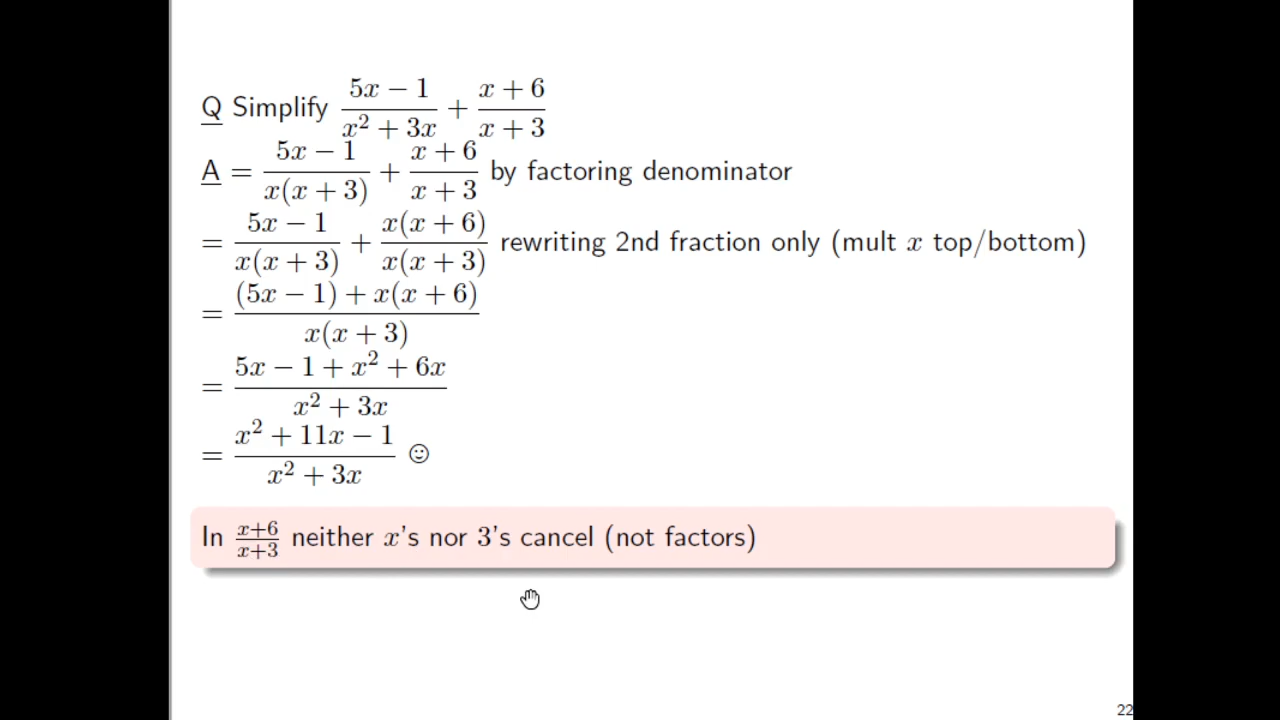 Q Simplify (5x − 1)/(x² + 3x) + (x + 6)/(x + 3)
A = (5x − 1)/(x(x + 3)) + (x + 6)/(x + 3) by factoring denominator
= (5x − 1)/(x(x + 3)) + (x(x + 6))/(x(x + 3)) rewriting 2nd fraction only (mult x top/bottom)
= ((5x − 1) + x(x + 6))/(x(x + 3))
= (5x − 1 + x² + 6x)/(x² + 3x)
= (x² + 11x − 1)/(x² + 3x) ☺
In (x+6)/(x+3) neither x's nor 3's cancel (not factors)
22